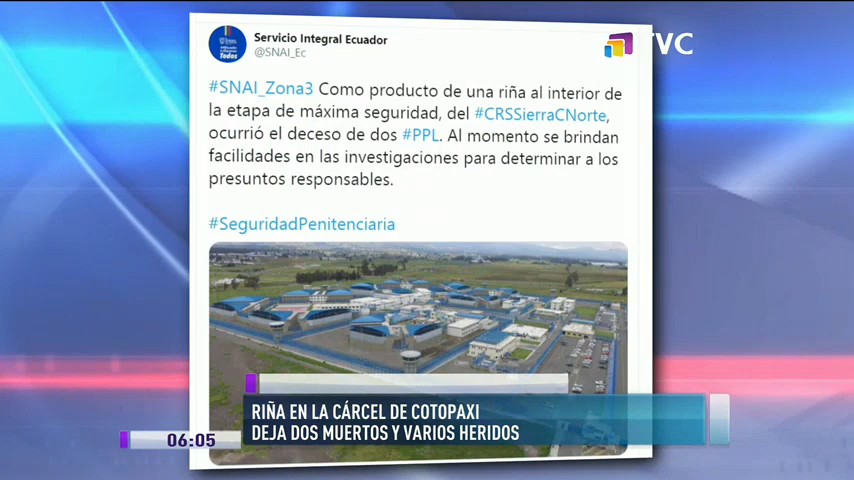 Servicio Integral Ecuador
@SNAI_Ec
TVC
#SNAI_Zona3 Como producto de una riña al interior de
la etapa de máxima seguridad, del #CRSSierraCNorte,
ocurrió el deceso de dos #PPL. Al momento se brindan
facilidades en las investigaciones para determinar a los
presuntos responsables.
#SeguridadPenitenciaria
RIÑA EN LA CÁRCEL DE COTOPAXI
DEJA DOS MUERTOS Y VARIOS HERIDOS
06:05